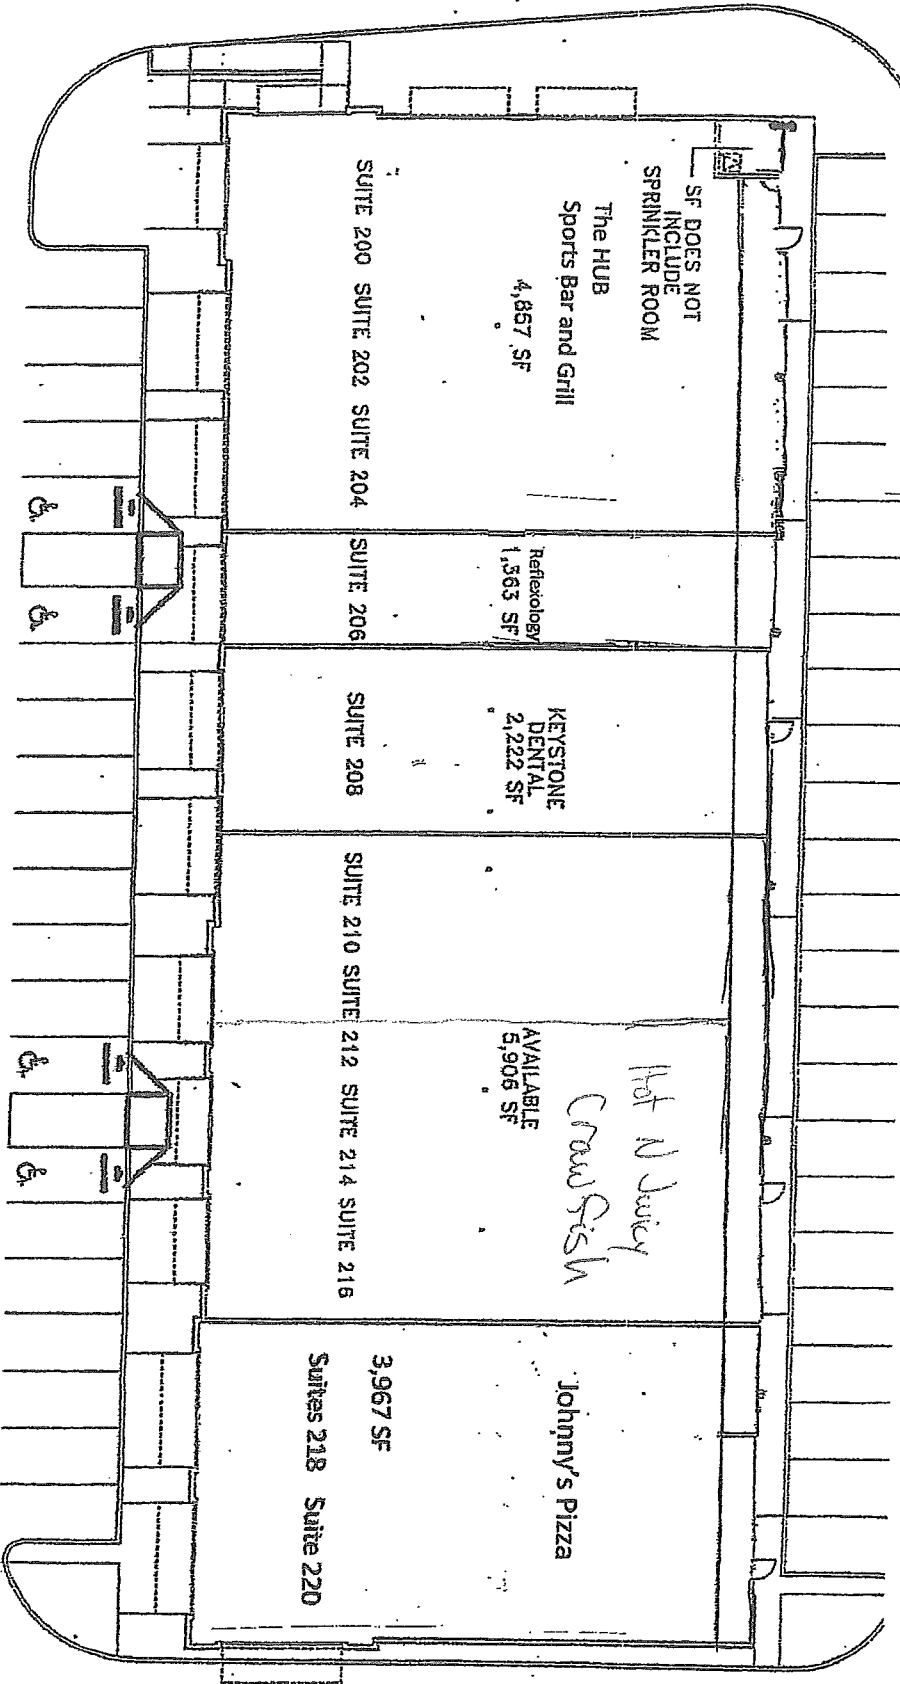 SF DOES NOT
INCLUDE
SPRINKLER ROOM
The HUB
Sports Bar and Grill
4,857 SF
SUITE 200 SUITE 202 SUITE 204
Reflexology
1,363 SF
SUITE 206
KEYSTONE
DENTAL
2,222 SF
SUITE 208
Hot N Juicy
Crawfish
AVAILABLE
5,906 SF
SUITE 210 SUITE 212 SUITE 214 SUITE 216
Johnny's Pizza
3,967 SF
Suites 218 Suite 220